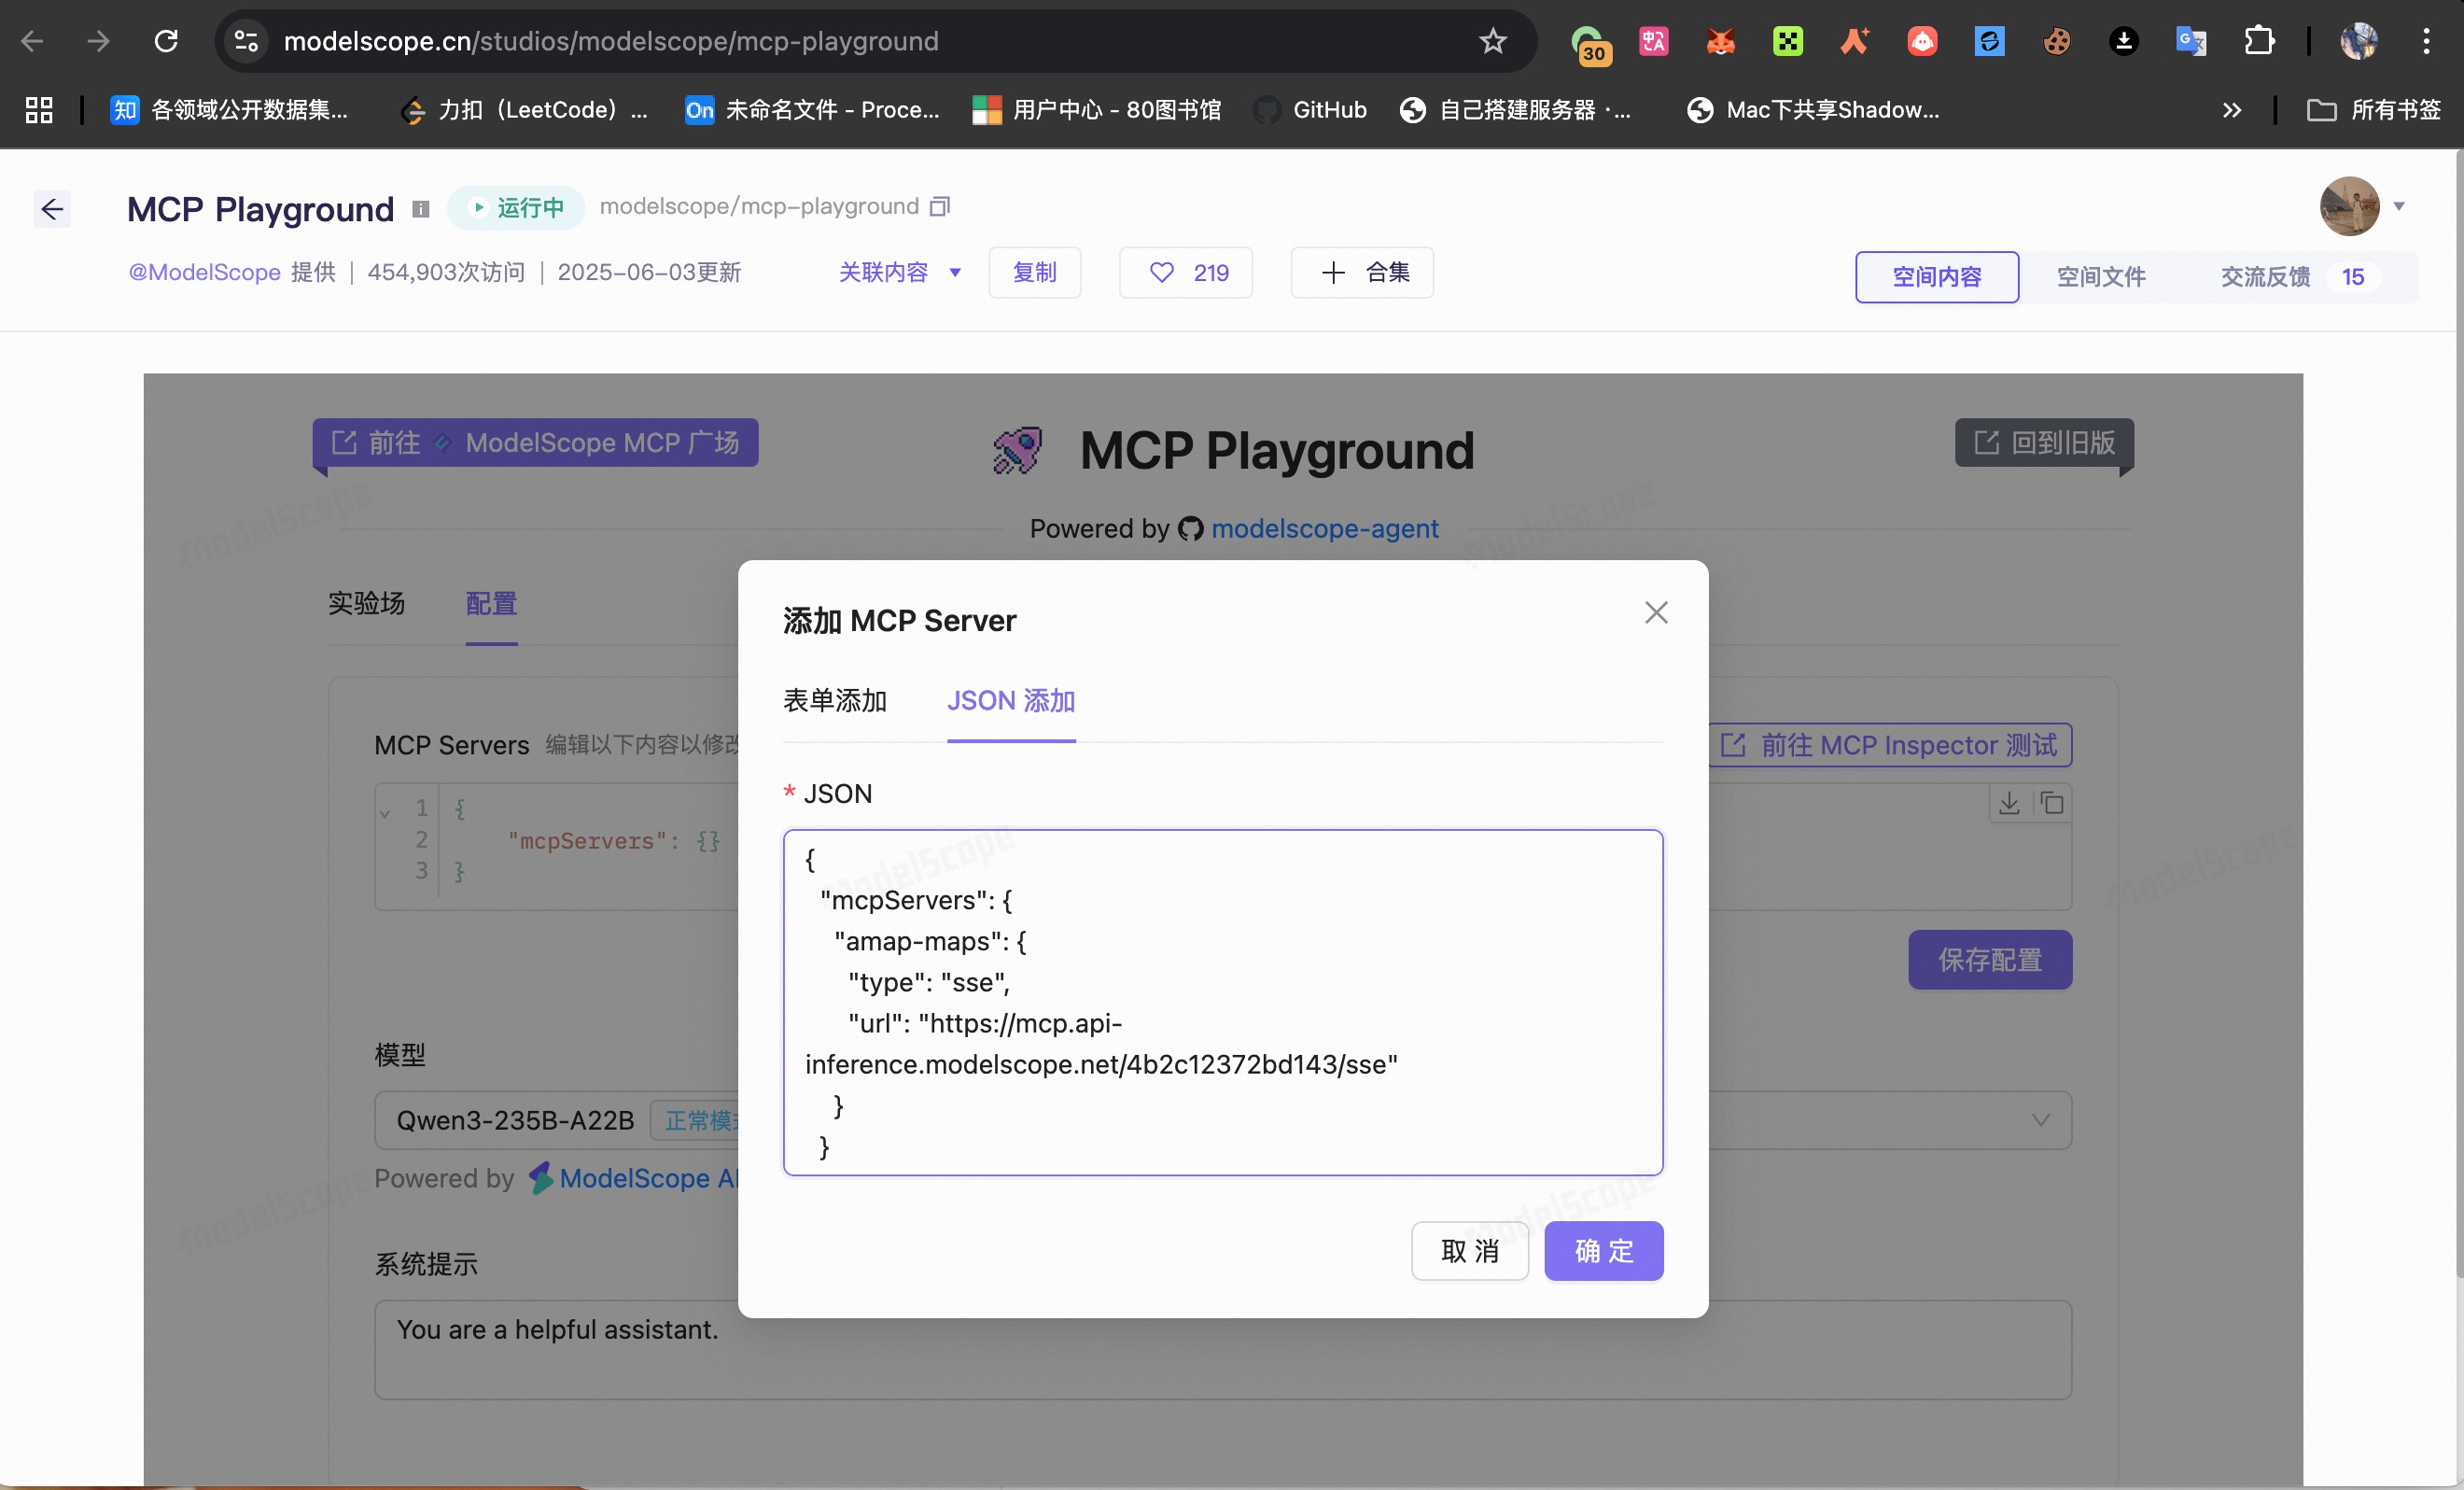 modelscope.cn/studios/modelscope/mcp-playground
30
知 各领域公开数据集...
力扣（LeetCode）...
On 未命名文件 - Proce...
用户中心 - 80图书馆
GitHub
自己搭建服务器 · ...
Mac下共享Shadow...
所有书签
MCP Playground
运行中
modelscope/mcp-playground
@ModelScope 提供 | 454,903次访问 | 2025-06-03更新
关联内容
复制
219
合集
空间内容
空间文件
交流反馈 15
前往 ModelScope MCP 广场
MCP Playground
回到旧版
Powered by modelscope-agent
实验场
配置
MCP Servers 编辑以下内容以修改
前往 MCP Inspector 测试
1 {
2 "mcpServers": {}
3 }
保存配置
模型
Qwen3-235B-A22B 正常模
Powered by ModelScope AI
系统提示
You are a helpful assistant.
添加 MCP Server
表单添加
JSON 添加
* JSON
{
"mcpServers": {
"amap-maps": {
"type": "sse",
"url": "https://mcp.api-
inference.modelscope.net/4b2c12372bd143/sse"
}
}
取 消
确 定
ModelScope
ModelScope
ModelScope
ModelScope
ModelScope
ModelScope